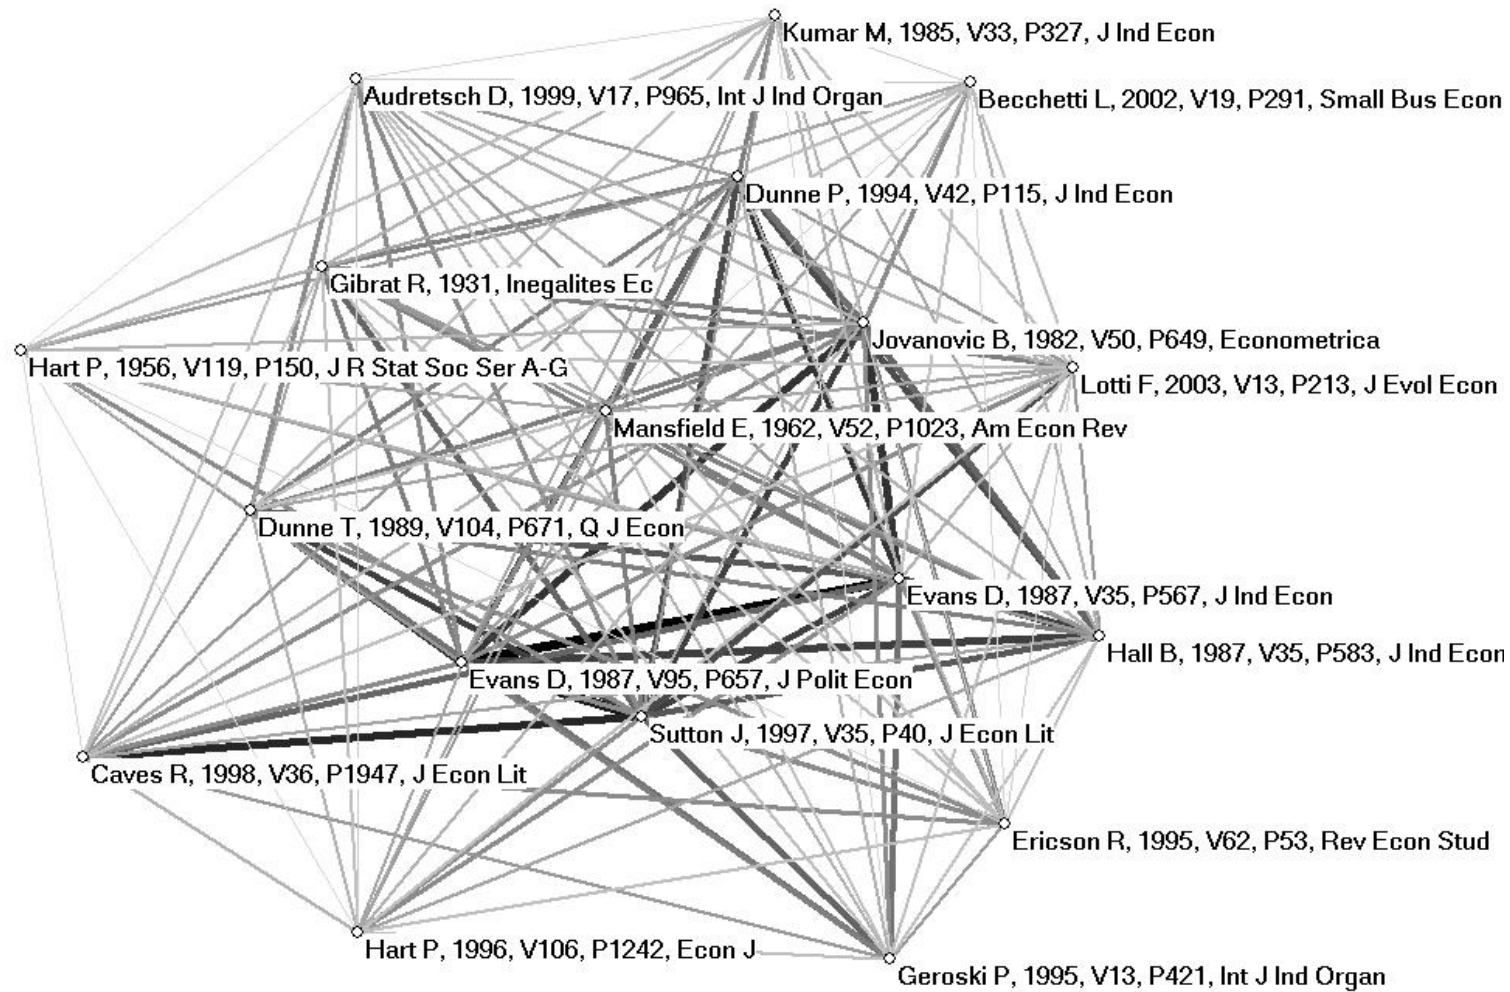 Kumar M, 1985, V33, P327, J Ind Econ
Audretsch D, 1999, V17, P965, Int J Ind Organ
Becchetti L, 2002, V19, P291, Small Bus Econ
Dunne P, 1994, V42, P115, J Ind Econ
Gibrat R, 1931, Inegalites Ec
Jovanovic B, 1982, V50, P649, Econometrica
Hart P, 1956, V119, P150, J R Stat Soc Ser A-G
Lotti F, 2003, V13, P213, J Evol Econ
Mansfield E, 1962, V52, P1023, Am Econ Rev
Dunne T, 1989, V104, P671, Q J Econ
Evans D, 1987, V35, P567, J Ind Econ
Hall B, 1987, V35, P583, J Ind Econ
Evans D, 1987, V95, P657, J Polit Econ
Sutton J, 1997, V35, P40, J Econ Lit
Caves R, 1998, V36, P1947, J Econ Lit
Ericson R, 1995, V62, P53, Rev Econ Stud
Hart P, 1996, V106, P1242, Econ J
Geroski P, 1995, V13, P421, Int J Ind Organ